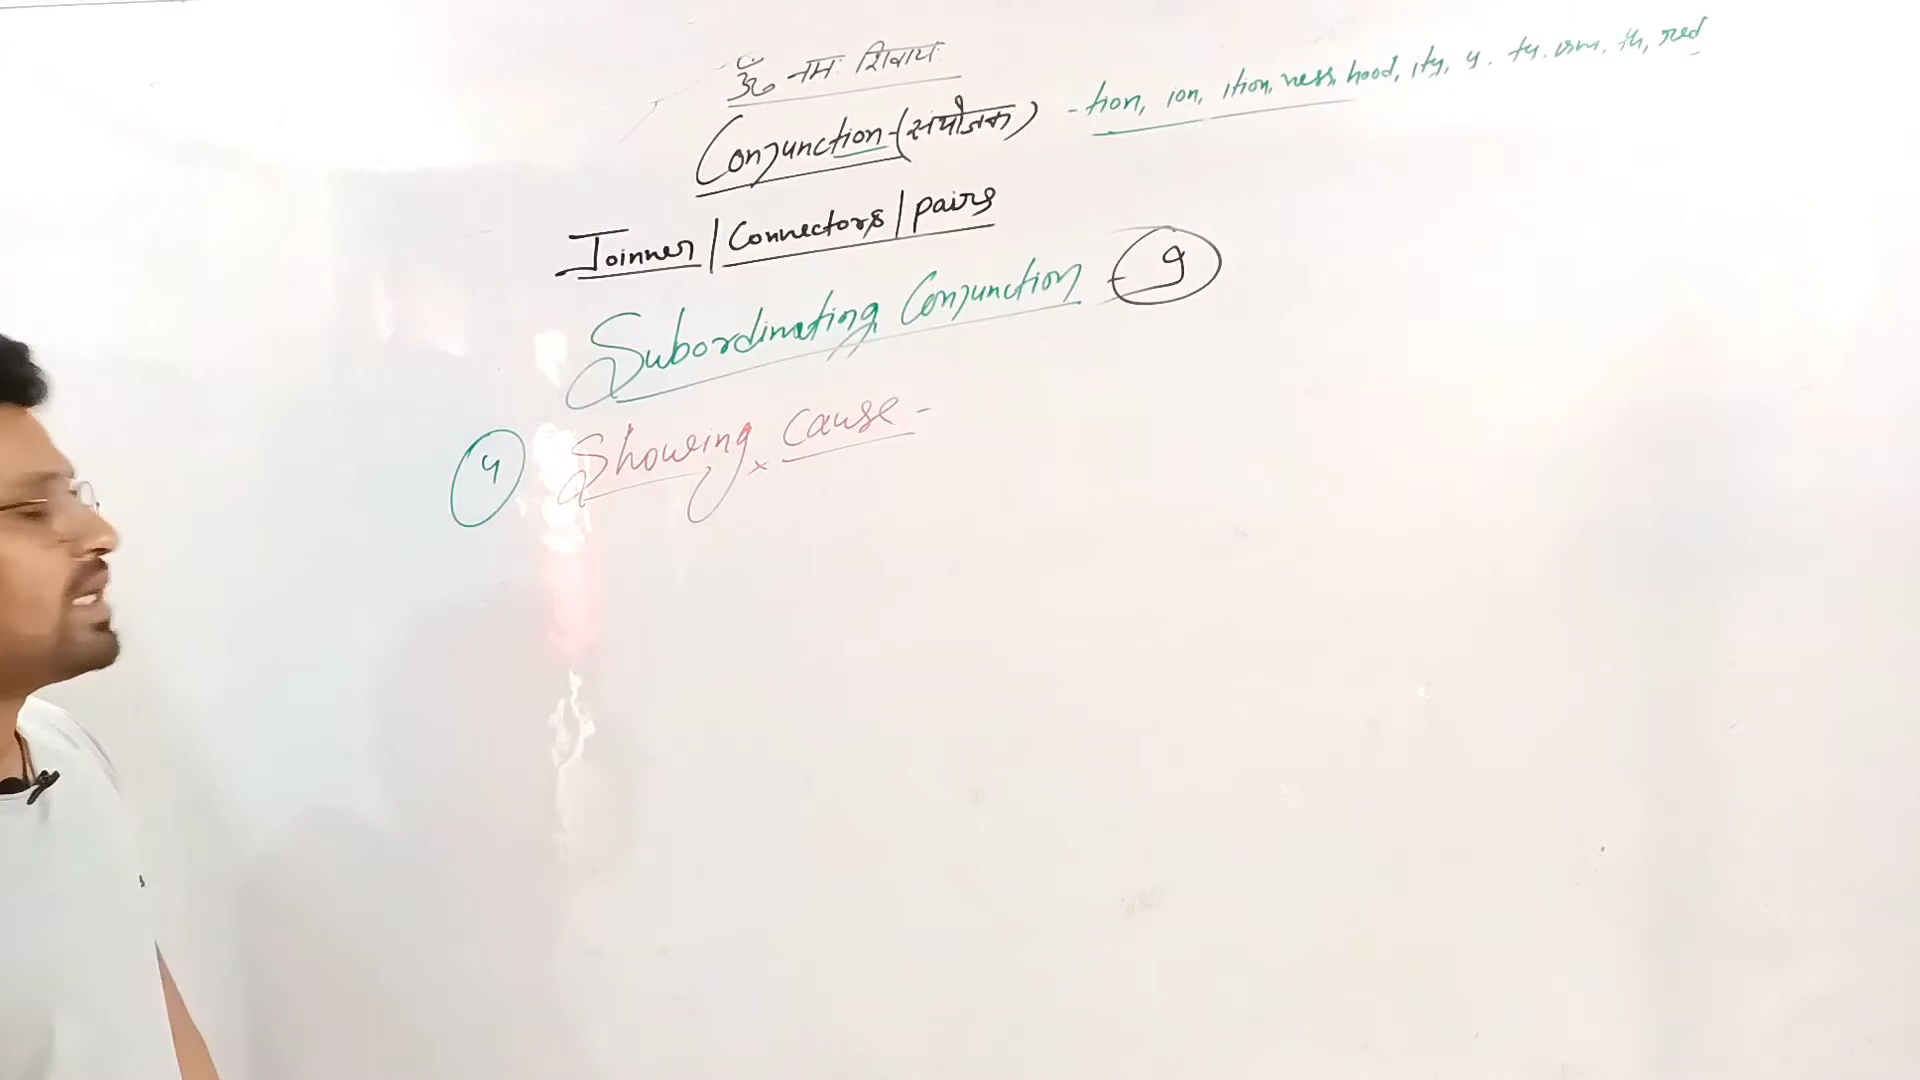 ॐ नमः शिवाय
Conjunction-(संयोजक) - tion, ion, ition, ness, hood, ity, y. ty. ism. th, red
Joinner / Connectors / pairs
Subordinating Conjunction - 9
4 Showing cause -